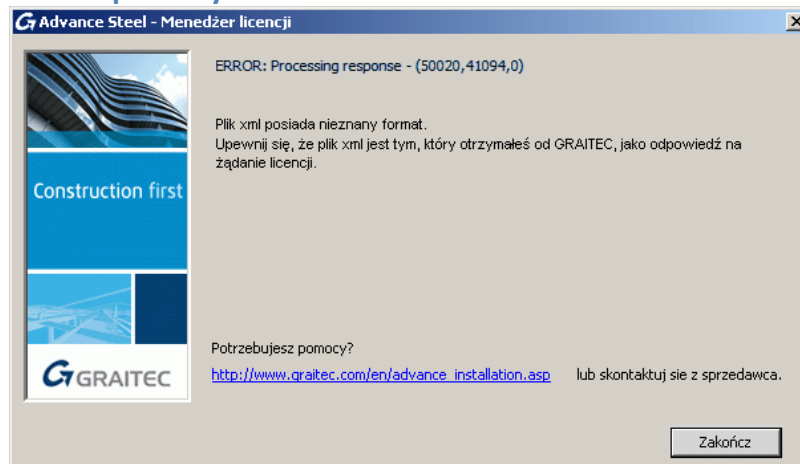 Advance Steel - Menedżer licencji
ERROR: Processing response - (50020,41094,0)
Plik xml posiada nieznany format.
Upewnij się, że plik xml jest tym, który otrzymałeś od GRAITEC, jako odpowiedź na
żądanie licencji.
Construction first
Potrzebujesz pomocy?
GRAITEC
http://www.graitec.com/en/advance_installation.asp lub skontaktuj sie z sprzedawca.
Zakończ